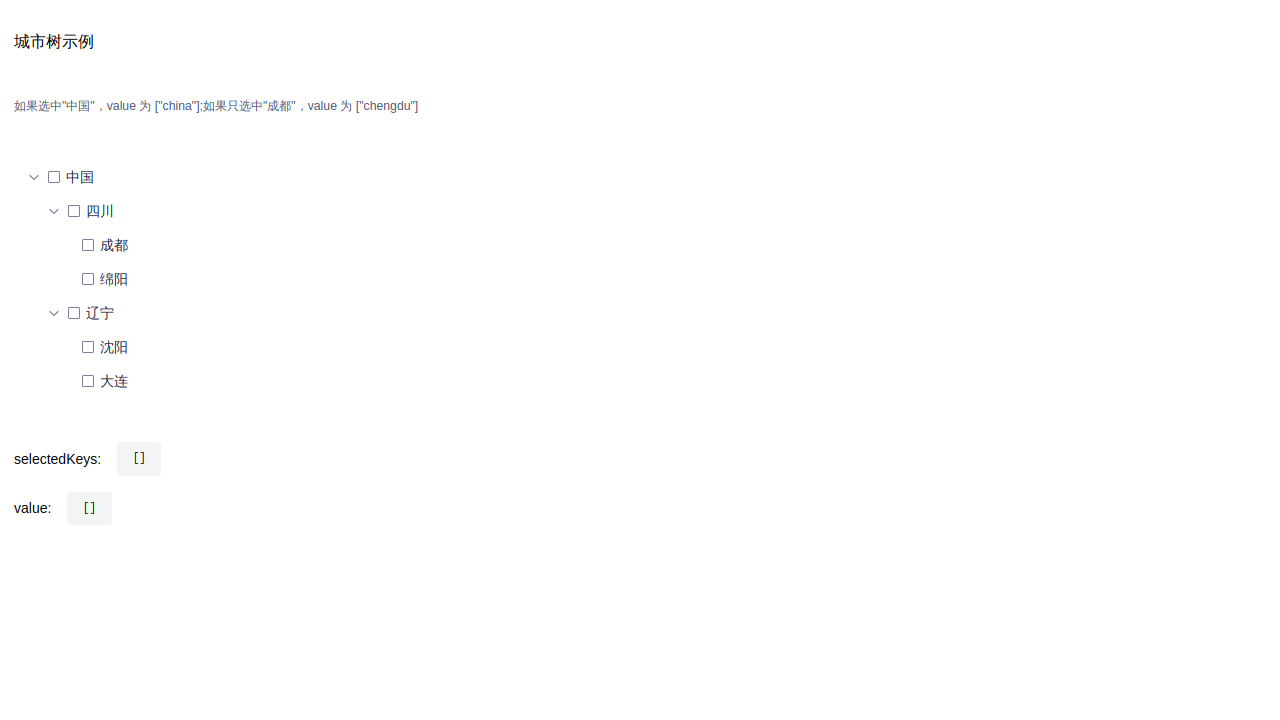 城市树示例
如果选中"中国"，value 为 ["china"];如果只选中"成都"，value 为 ["chengdu"]
中国
四川
成都
绵阳
辽宁
沈阳
大连
selectedKeys: []
value: []